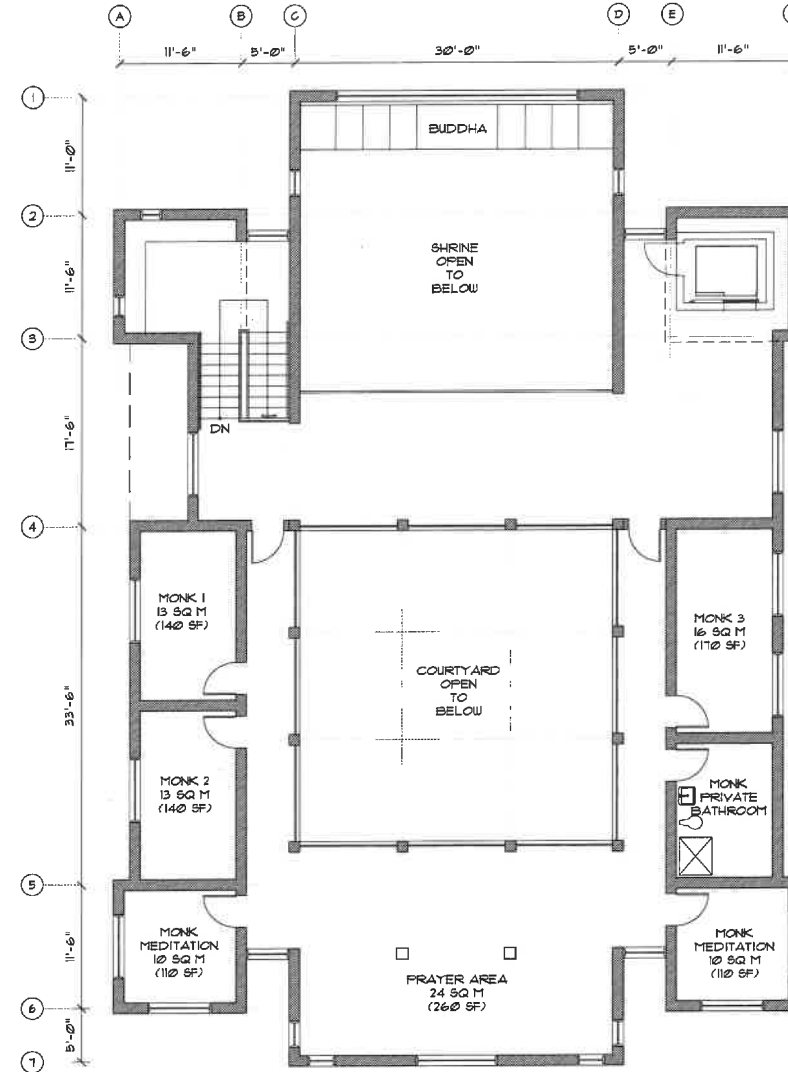 A
B
C
D
E
11'-6"
5'-0"
30'-0"
5'-0"
11'-6"
1
11'-0"
BUDDHA
2
SHRINE
OPEN
TO
BELOW
11'-6"
3
DN
17'-6"
4
MONK 1
13 SQ M
(140 SF)
MONK 3
16 SQ M
(170 SF)
COURTYARD
OPEN
TO
BELOW
33'-6"
MONK 2
13 SQ M
(140 SF)
MONK
PRIVATE
BATHROOM
5
MONK
MEDITATION
10 SQ M
(110 SF)
MONK
MEDITATION
10 SQ M
(110 SF)
11'-6"
PRAYER AREA
24 SQ M
(260 SF)
6
5'-0"
7